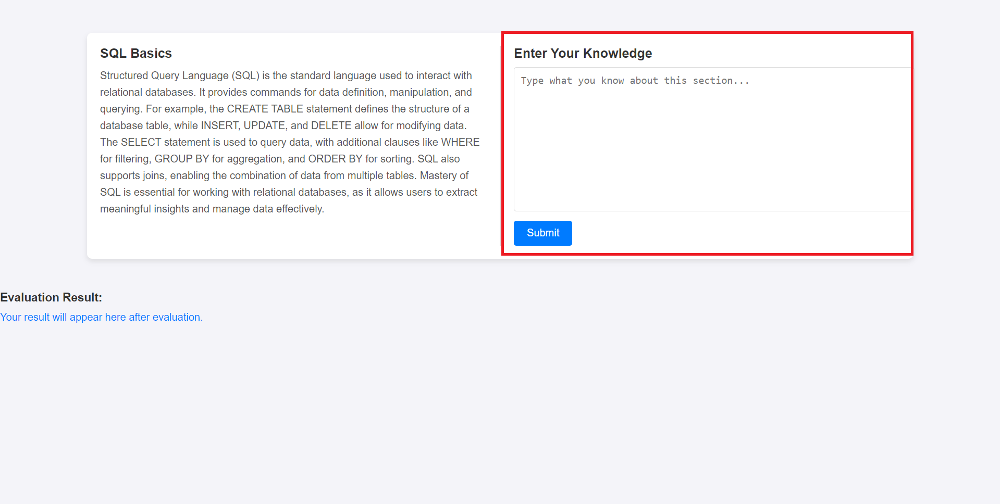 SQL Basics
Structured Query Language (SQL) is the standard language used to interact with
relational databases. It provides commands for data definition, manipulation, and
querying. For example, the CREATE TABLE statement defines the structure of a
database table, while INSERT, UPDATE, and DELETE allow for modifying data.
The SELECT statement is used to query data, with additional clauses like WHERE
for filtering, GROUP BY for aggregation, and ORDER BY for sorting. SQL also
supports joins, enabling the combination of data from multiple tables. Mastery of
SQL is essential for working with relational databases, as it allows users to extract
meaningful insights and manage data effectively.
Enter Your Knowledge
Type what you know about this section...
Submit
Evaluation Result:
Your result will appear here after evaluation.